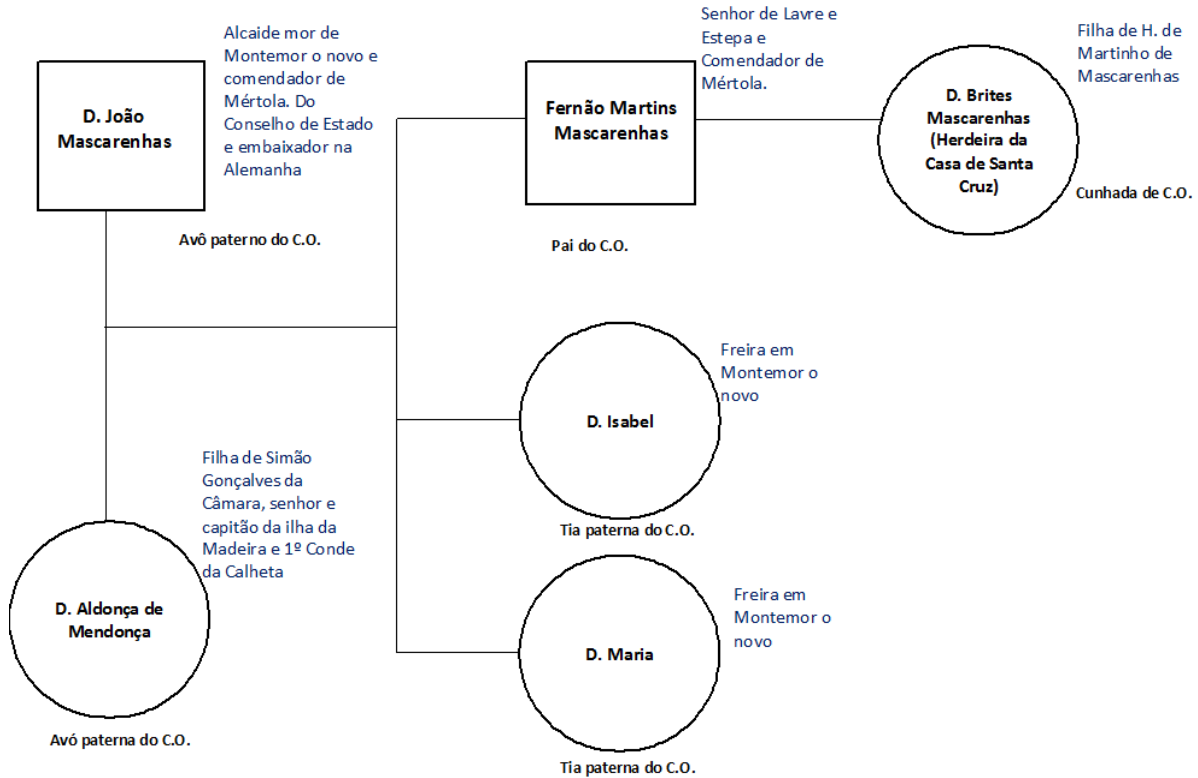 D. João
Mascarenhas
Alcaide mor de
Montemor o novo e
comendador de
Mértola. Do
Conselho de Estado
e embaixador na
Alemanha
Avô paterno do C.O.
Fernão Martins
Mascarenhas
Senhor de Lavre e
Estepa e
Comendador de
Mértola.
Pai do C.O.
D. Brites
Mascarenhas
(Herdeira da
Casa de Santa
Cruz)
Filha de H. de
Martinho de
Mascarenhas
Cunhada de C.O.
D. Isabel
Freira em
Montemor o
novo
Tia paterna do C.O.
D. Aldonça de
Mendonça
Filha de Simão
Gonçalves da
Câmara, senhor e
capitão da ilha da
Madeira e 1º Conde
da Calheta
Avó paterna do C.O.
D. Maria
Freira em
Montemor o
novo
Tia paterna do C.O.